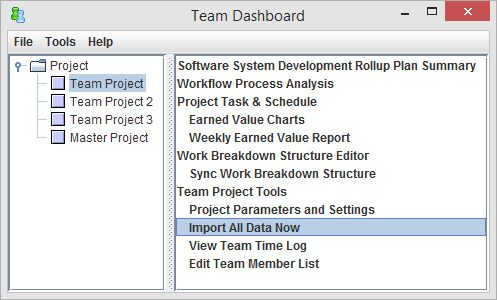 Team Dashboard
File Tools Help
Project
Team Project
Team Project 2
Team Project 3
Master Project
Software System Development Rollup Plan Summary
Workflow Process Analysis
Project Task & Schedule
Earned Value Charts
Weekly Earned Value Report
Work Breakdown Structure Editor
Sync Work Breakdown Structure
Team Project Tools
Project Parameters and Settings
Import All Data Now
View Team Time Log
Edit Team Member List